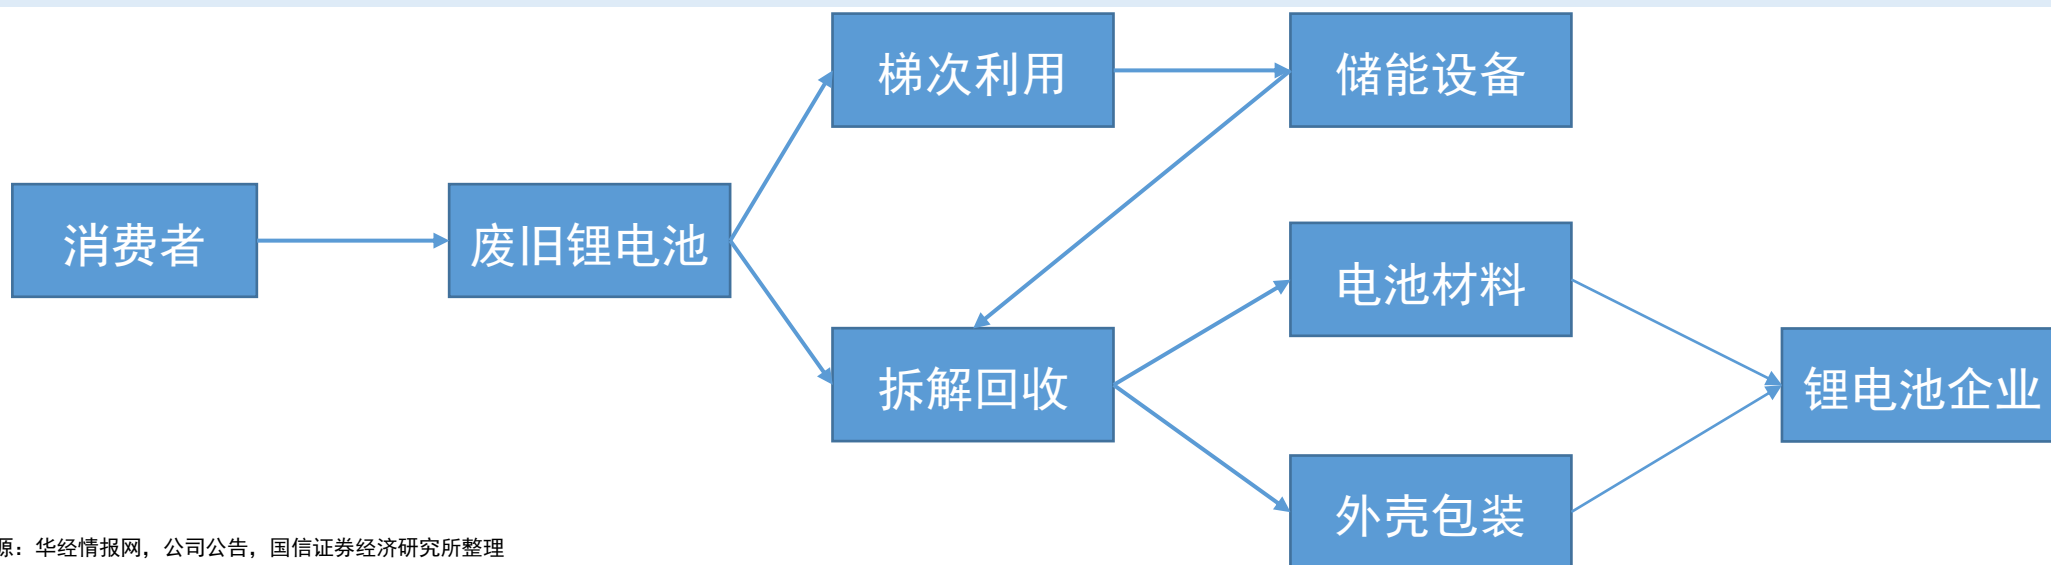 梯次利用
储能设备
消费者
废旧锂电池
电池材料
拆解回收
锂电池企业
外壳包装
源：华经情报网，公司公告，国信证券经济研究所整理